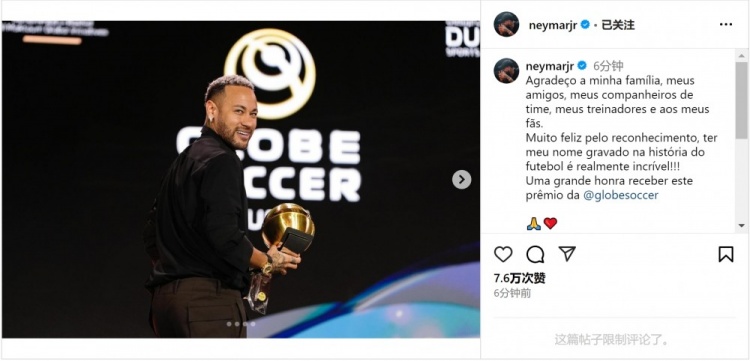 GLOBE
SOCCER
DU
SPORTS
neymarjr • 已关注
neymarjr 6分钟
Agradeço a minha família, meus
amigos, meus companheiros de
time, meus treinadores e aos meus
fãs.
Muito feliz pelo reconhecimento, ter
meu nome gravado na história do
futebol é realmente incrível!!!
Uma grande honra receber este
prêmio da @globesoccer
🙏❤️
7.6万次赞
6分钟前
这篇帖子限制评论了。